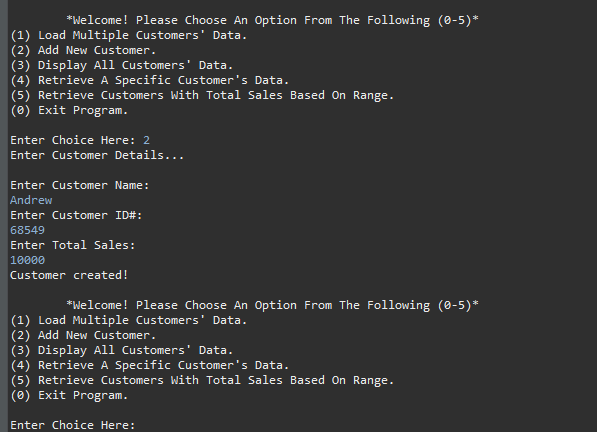 *Welcome! Please Choose An Option From The Following (0-5)*
(1) Load Multiple Customers' Data.
(2) Add New Customer.
(3) Display All Customers' Data.
(4) Retrieve A Specific Customer's Data.
(5) Retrieve Customers With Total Sales Based On Range.
(0) Exit Program.
Enter Choice Here: 2
Enter Customer Details...
Enter Customer Name:
Andrew
Enter Customer ID#:
68549
Enter Total Sales:
10000
Customer created!
*Welcome! Please Choose An Option From The Following (0-5)*
(1) Load Multiple Customers' Data.
(2) Add New Customer.
(3) Display All Customers' Data.
(4) Retrieve A Specific Customer's Data.
(5) Retrieve Customers With Total Sales Based On Range.
(0) Exit Program.
Enter Choice Here: